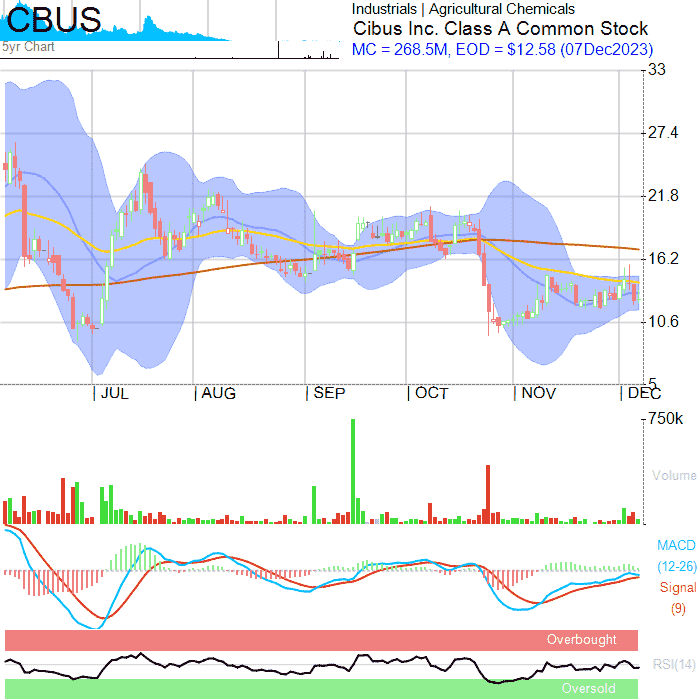 CBUS
Industrials | Agricultural Chemicals
Cibus Inc. Class A Common Stock
5yr Chart
MC = 268.5M, EOD = $12.58 (07Dec2023)
33
27.4
21.8
16.2
10.6
5
| JUL | AUG | SEP | OCT | NOV | DEC
750k
Volume
MACD
(12-26)
Signal
(9)
Overbought
RSI(14)
Oversold